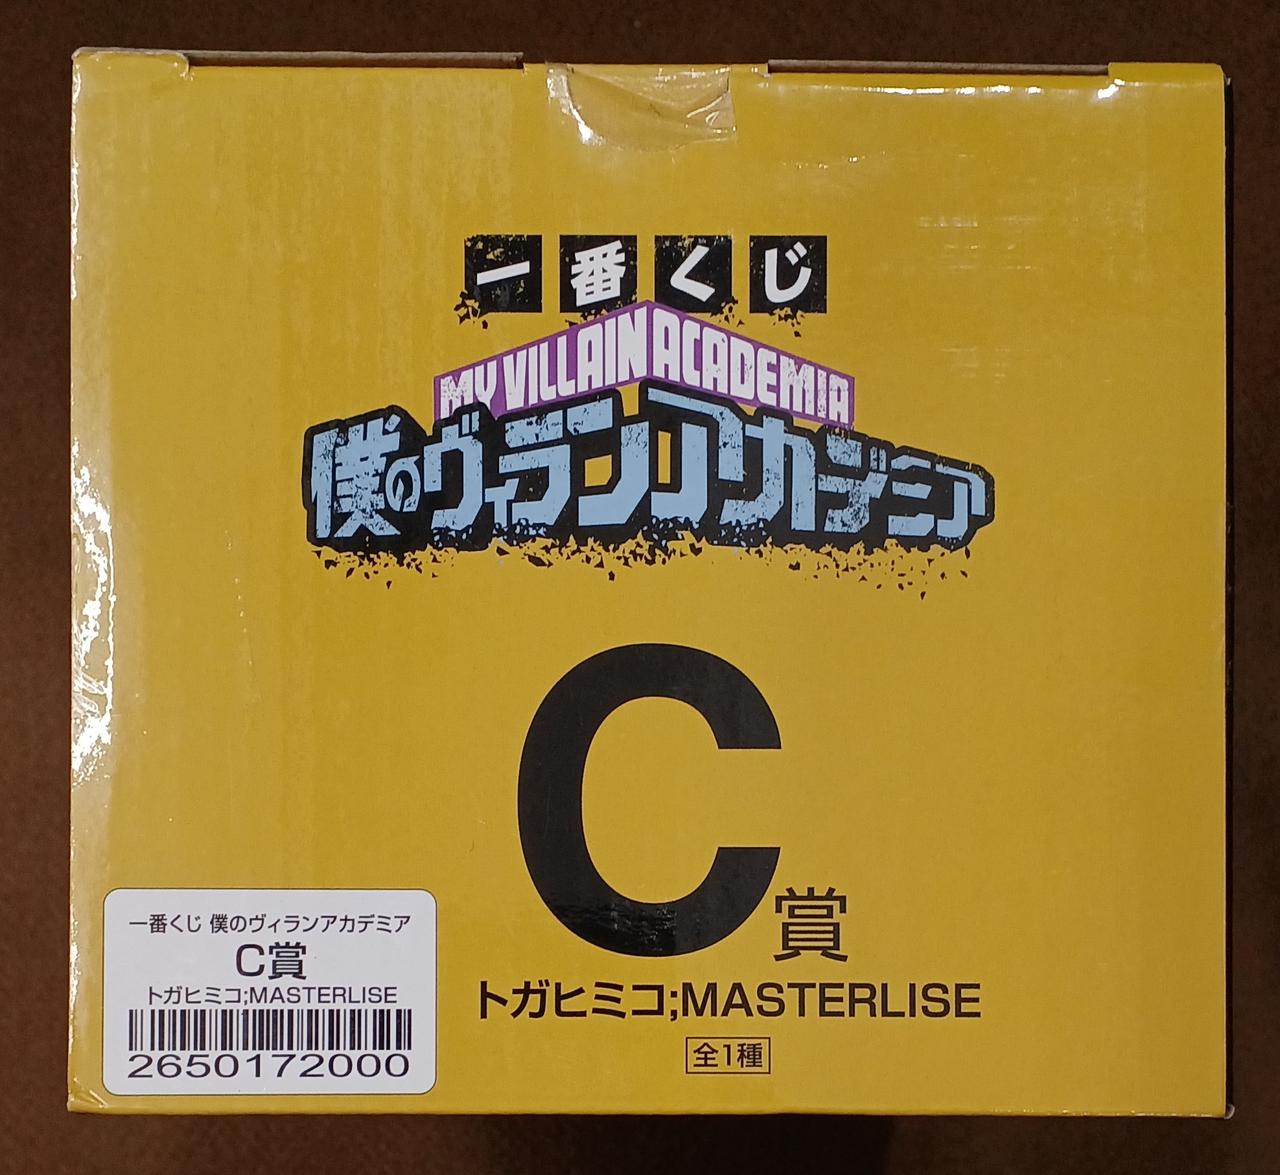 一番くじ
MY VILLAIN ACADEMIA
僕のヴィランアカデミア
C賞
トガヒミコ;MASTERLISE
全1種
一番くじ 僕のヴィランアカデミア
C賞
トガヒミコ;MASTERLISE
2650172000